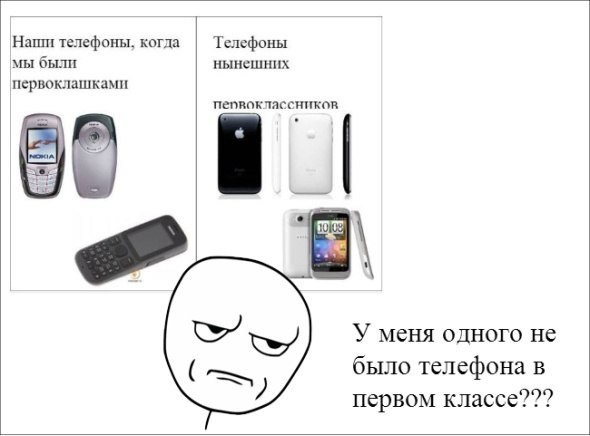 Наши телефоны, когда
мы были
первоклашками
Телефоны
нынешних
первоклассников
NOKIA
10:08
У меня одного не
было телефона в
первом классе???